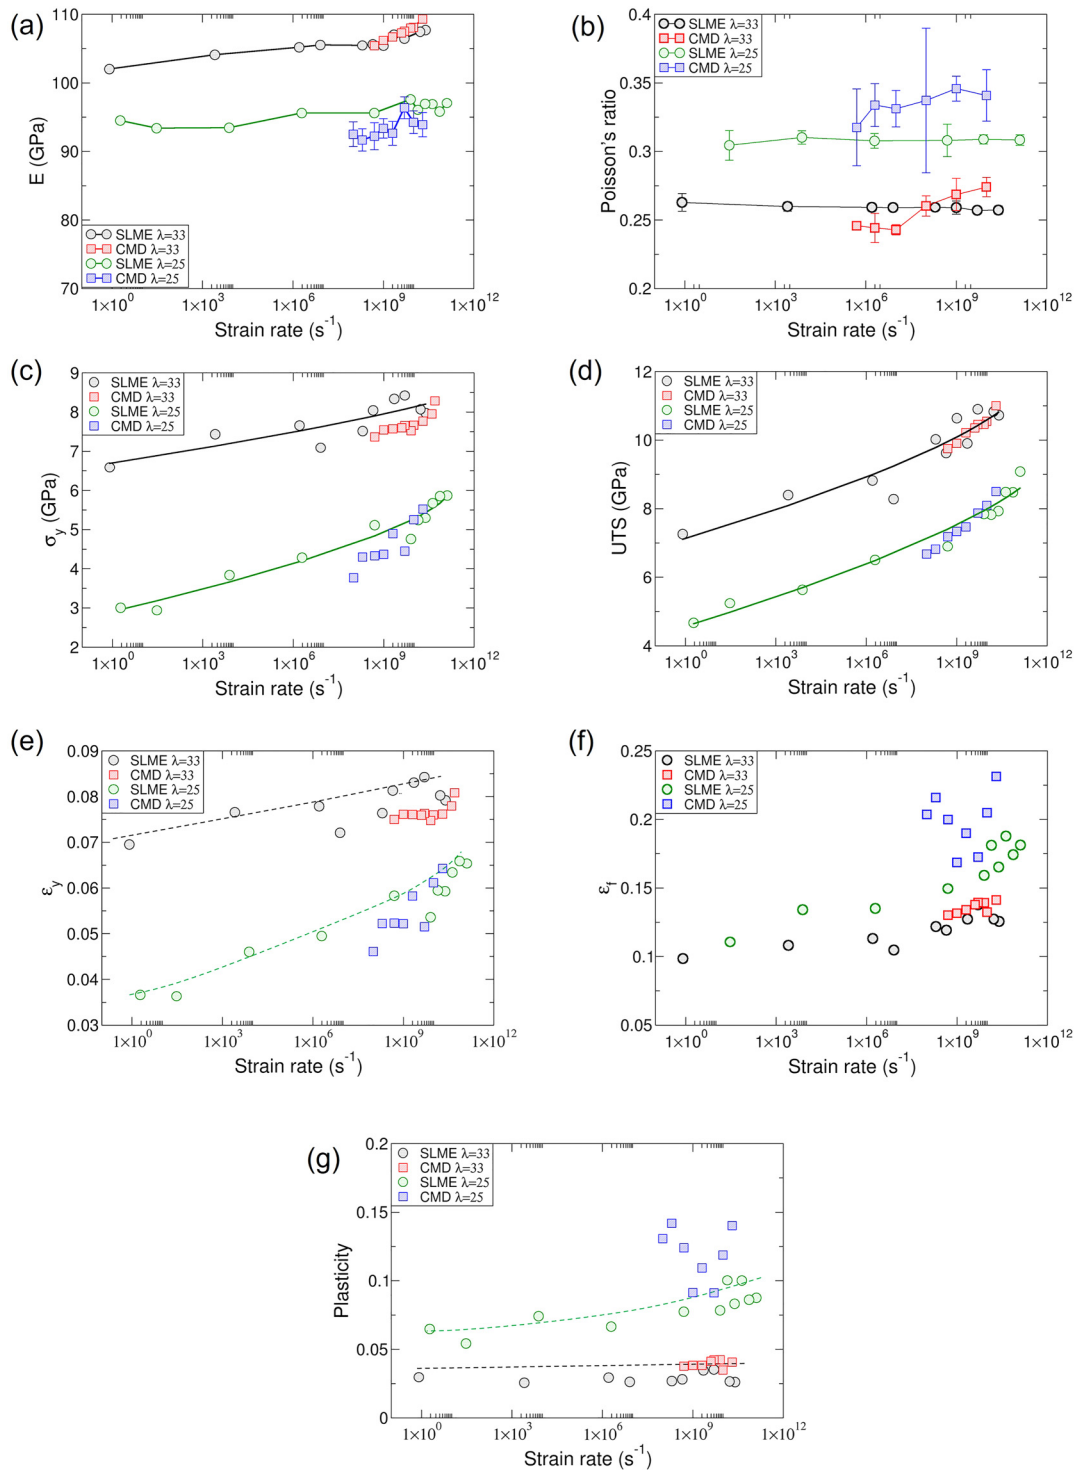 (a)
110
100
90
80
70
E (GPa)
SLME λ=33
CMD λ=33
SLME λ=25
CMD λ=25
1×10^0 1×10^3 1×10^6 1×10^9 1×10^12
Strain rate (s^-1)
(b)
0.4
0.35
0.3
0.25
0.2
Poisson's ratio
SLME λ=33
CMD λ=33
SLME λ=25
CMD λ=25
1×10^0 1×10^3 1×10^6 1×10^9 1×10^12
Strain rate (s^-1)
(c)
9
8
7
6
5
4
3
2
σ_y (GPa)
SLME λ=33
CMD λ=33
SLME λ=25
CMD λ=25
1×10^0 1×10^3 1×10^6 1×10^9 1×10^12
Strain rate (s^-1)
(d)
12
10
8
6
4
UTS (GPa)
SLME λ=33
CMD λ=33
SLME λ=25
CMD λ=25
1×10^0 1×10^3 1×10^6 1×10^9 1×10^12
Strain rate (s^-1)
(e)
0.09
0.08
0.07
0.06
0.05
0.04
0.03
ε_y
SLME λ=33
CMD λ=33
SLME λ=25
CMD λ=25
1×10^0 1×10^3 1×10^6 1×10^9 1×10^12
Strain rate (s^-1)
(f)
0.25
0.2
0.15
0.1
0.05
ε_f
SLME λ=33
CMD λ=33
SLME λ=25
CMD λ=25
1×10^0 1×10^3 1×10^6 1×10^9 1×10^12
Strain rate (s^-1)
(g)
0.2
0.15
0.1
0.05
0
Plasticity
SLME λ=33
CMD λ=33
SLME λ=25
CMD λ=25
1×10^0 1×10^3 1×10^6 1×10^9 1×10^12
Strain rate (s^-1)